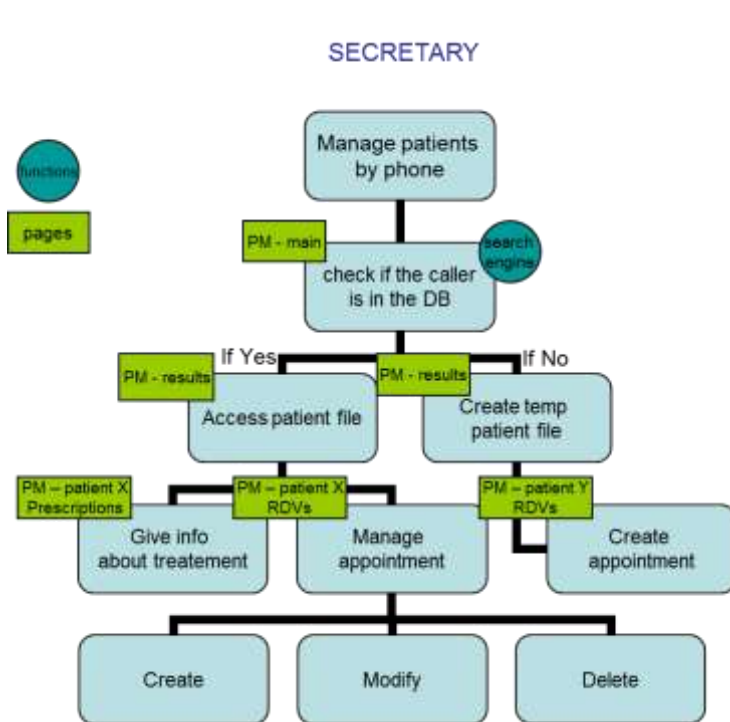 SECRETARY
Manage patients
by phone
functions
pages
PM - main
search
engine
check if the caller
is in the DB
If Yes
If No
PM - results
PM - results
Access patient file
Create temp
patient file
PM – patient X
Prescriptions
PM – patient X
RDVs
PM – patient Y
RDVs
Give info
about treatement
Manage
appointment
Create
appointment
Create
Modify
Delete